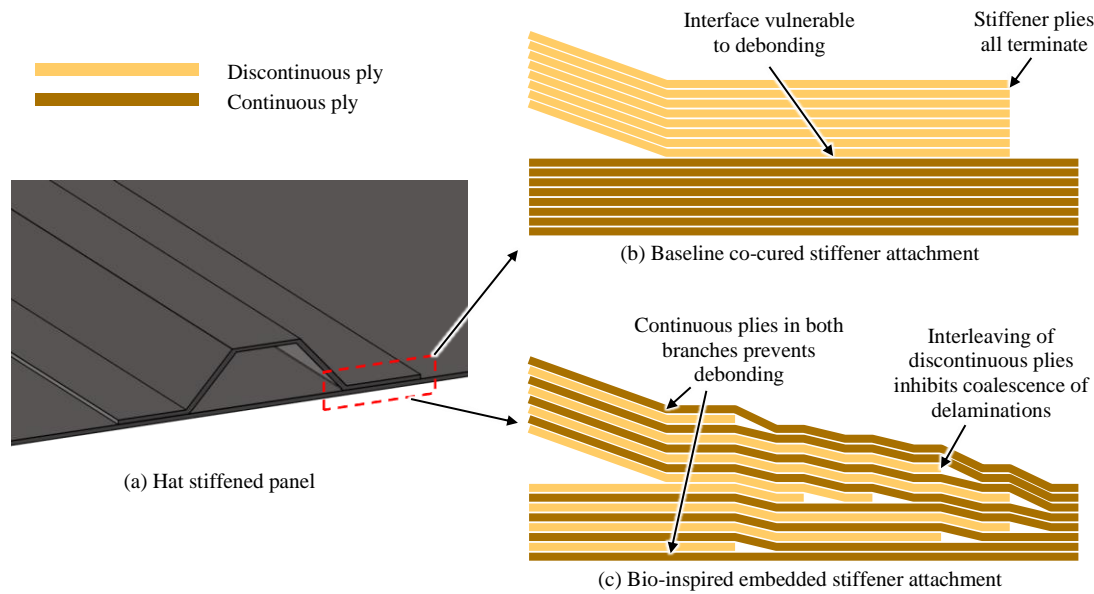 Discontinuous ply
Continuous ply
Interface vulnerable
to debonding
Stiffener plies
all terminate
(b) Baseline co-cured stiffener attachment
(a) Hat stiffened panel
Continuous plies in both
branches prevents
debonding
Interleaving of
discontinuous plies
inhibits coalescence of
delaminations
(c) Bio-inspired embedded stiffener attachment